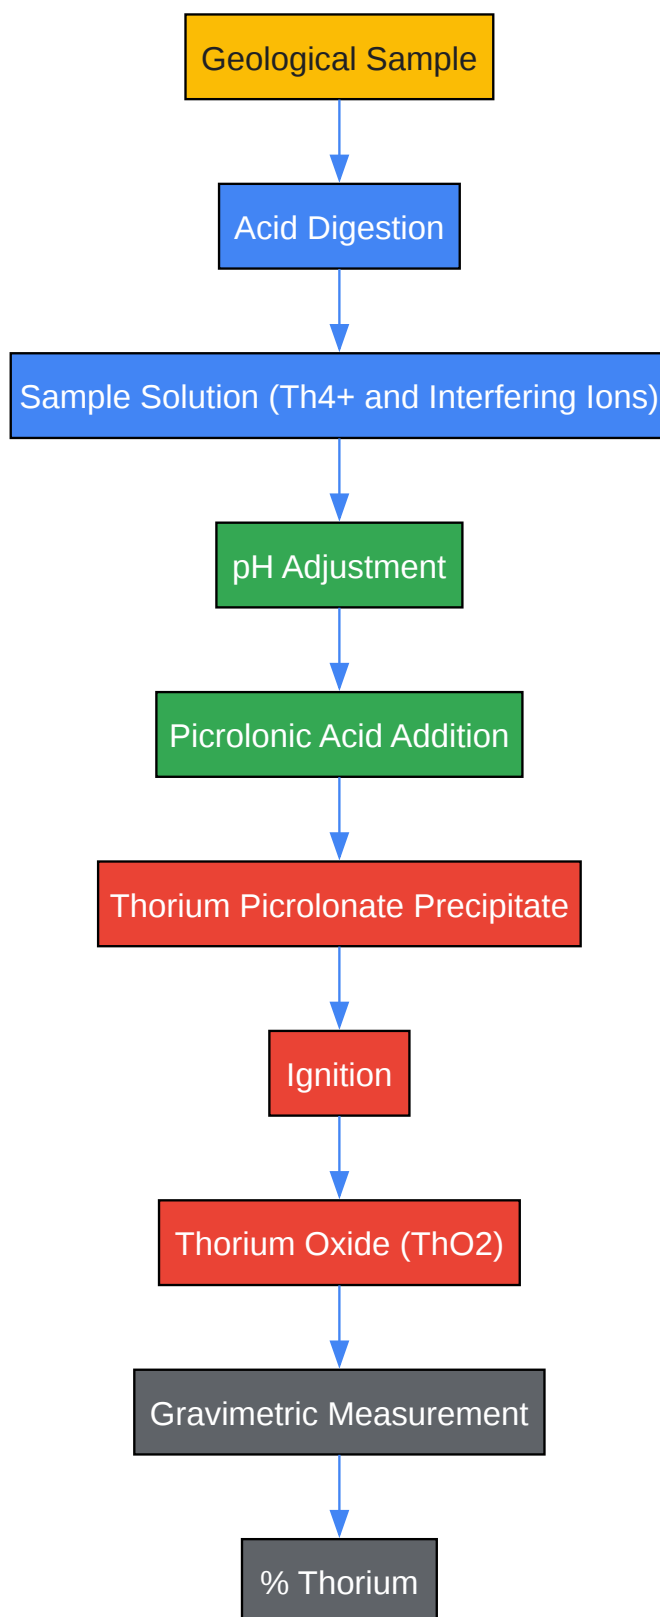 Geological Sample
Acid Digestion
Sample Solution (Th4+ and Interfering Ions)
pH Adjustment
Picrolonic Acid Addition
Thorium Picrolonate Precipitate
Ignition
Thorium Oxide (ThO2)
Gravimetric Measurement
% Thorium